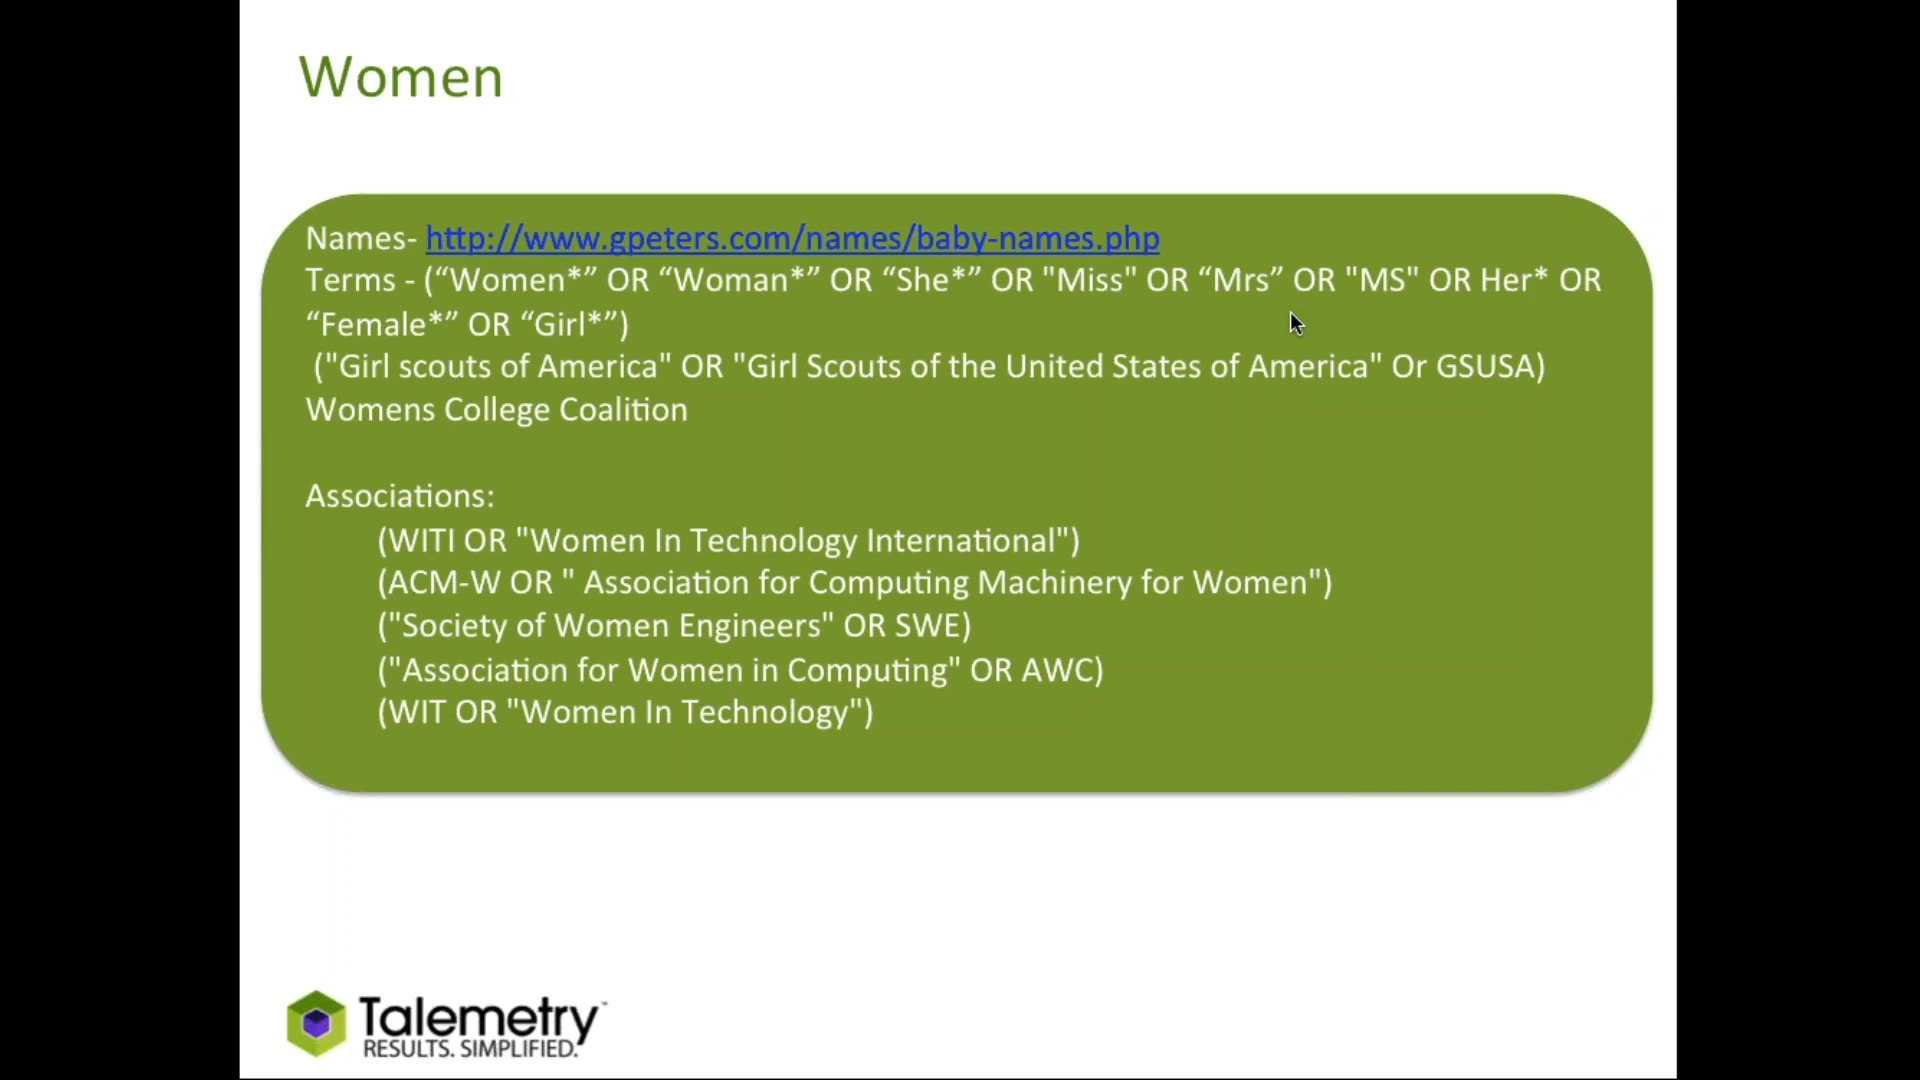 Women
Names- http://www.gpeters.com/names/baby-names.php
Terms - (“Women*” OR “Woman*” OR “She*” OR "Miss" OR “Mrs” OR "MS" OR Her* OR
“Female*” OR “Girl*”)
("Girl scouts of America" OR "Girl Scouts of the United States of America" Or GSUSA)
Womens College Coalition
Associations:
(WITI OR "Women In Technology International")
(ACM-W OR " Association for Computing Machinery for Women")
("Society of Women Engineers" OR SWE)
("Association for Women in Computing" OR AWC)
(WIT OR "Women In Technology")
Talemetry™
RESULTS. SIMPLIFIED.